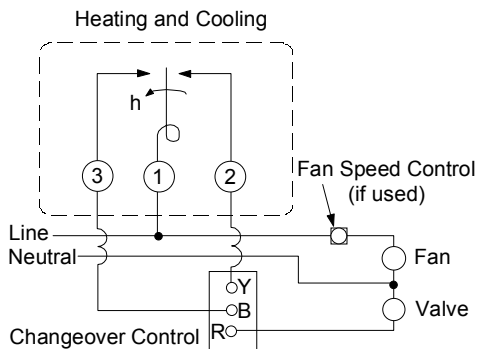 Heating and Cooling
h
3 1 2
Fan Speed Control
(if used)
Line
Neutral
Fan
Y
B
Valve
Changeover Control
R